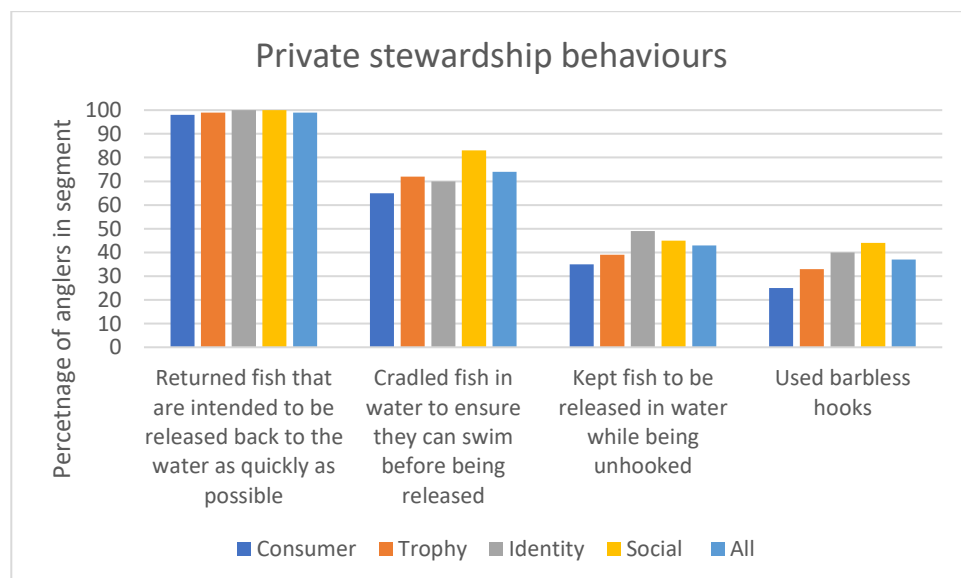 Private stewardship behaviours
Percetnage of anglers in segment
100
90
80
70
60
50
40
30
20
10
0
Returned fish that
are intended to be
released back to the
water as quickly as
possible
Cradled fish in
water to ensure
they can swim
before being
released
Kept fish to be
released in water
while being
unhooked
Used barbless
hooks
Consumer Trophy Identity Social All